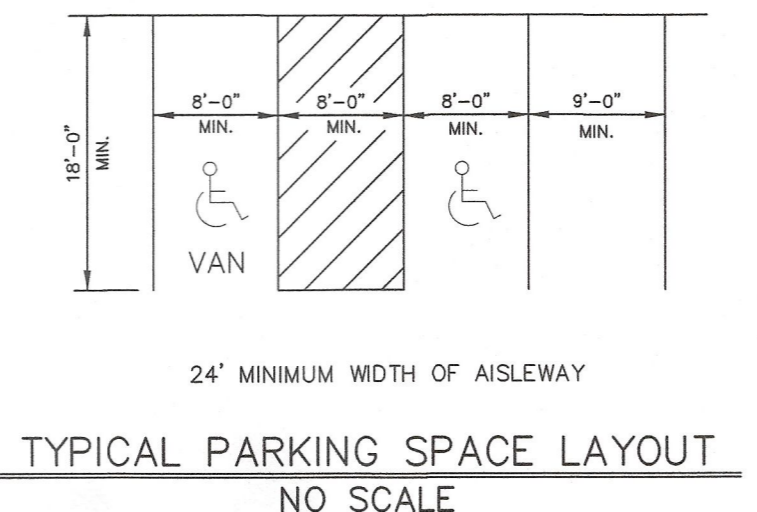 8'-0" 8'-0" 8'-0" 9'-0"
MIN. MIN. MIN. MIN.
18'-0"
MIN.
VAN
24' MINIMUM WIDTH OF AISLEWAY
TYPICAL PARKING SPACE LAYOUT
NO SCALE